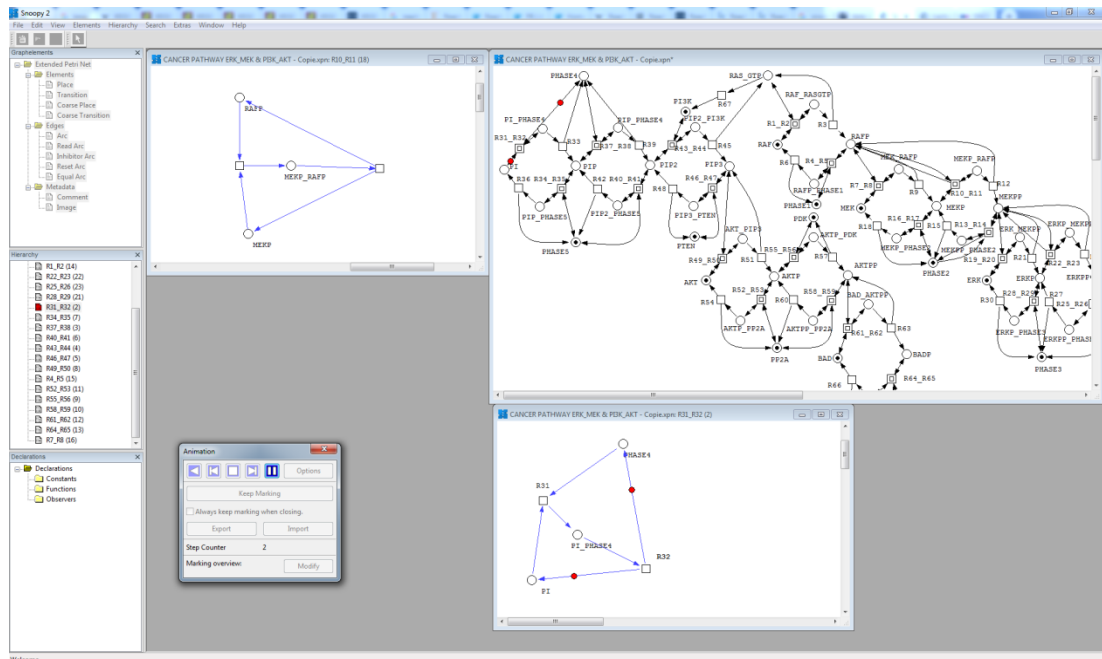 Snoopy 2
File Edit View Elements Hierarchy Search Extras Window Help
Graphelements
Extended Petri Net
Elements
Place
Transition
Coarse Place
Coarse Transition
Edges
Arc
Read Arc
Inhibitor Arc
Reset Arc
Equal Arc
Metadata
Comment
Image
Hierarchy
R1_R2 (14)
R22_R23 (22)
R25_R26 (23)
R28_R29 (21)
R31_R32 (2)
R34_R35 (7)
R37_R38 (3)
R40_R41 (6)
R43_R44 (4)
R46_R47 (5)
R49_R50 (8)
R4_R5 (15)
R52_R53 (11)
R55_R56 (9)
R58_R59 (10)
R61_R62 (12)
R64_R65 (13)
R7_R8 (16)
Declarations
Declarations
Constants
Functions
Observers
CANCER PATHWAY ERK_MEK & PI3K_AKT - Copie.xpn: R10_R11 (18)
RAFP
MEKP_RAFP
MEKP
CANCER PATHWAY ERK_MEK & PI3K_AKT - Copie.xpn*
PHASE4
RAS_GTP
RAF_RASGTP
PI3K
R67
PI_PHASE4
PIP_PHASE4
PIP2_PI3K
R1_R2
R3
R31_R32
R33
R37_R38
R39
R43_R44
R45
RAF
RAFP
PI
PIP
PIP2
PIP3
R6
R4_R5
MEK_RAFP
MEKP_RAFP
R36
R34_R35
R42
R40_R41
R48
R46_R47
RAFP_PHASE1
R7_R8
R9
R10_R11
R12
PIP_PHASE5
PIP2_PHASE5
PIP3_PTEN
PHASE1
MEK
MEKP
MEKPP
PDK
R16_R17
R15
R13_R14
R18
ERK_MEKPP
ERKP_MEKPP
PHASE5
PTEN
AKT_PIP3
AKTP_PDK
MEKP_PHASE2
MEKPP_PHASE2
R49_R50
R51
R55_R56
R57
PHASE2
R19_R20
R21
R22_R23
AKT
AKTP
AKTPP
ERK
ERKP
ERKPP
R54
R52_R53
R60
R58_R59
BAD_AKTPP
R30
R28_R29
R27
R25_R26
AKTP_PP2A
AKTPP_PP2A
R61_R62
R63
ERKP_PHASE3
ERKPP_PHASE3
PP2A
BAD
BADP
PHASE3
R66
R64_R65
CANCER PATHWAY ERK_MEK & PI3K_AKT - Copie.xpn: R31_R32 (2)
PHASE4
R31
PI_PHASE4
R32
PI
Animation
Options
Keep Marking
Always keep marking when closing.
Export
Import
Step Counter 2
Marking overview:
Modify